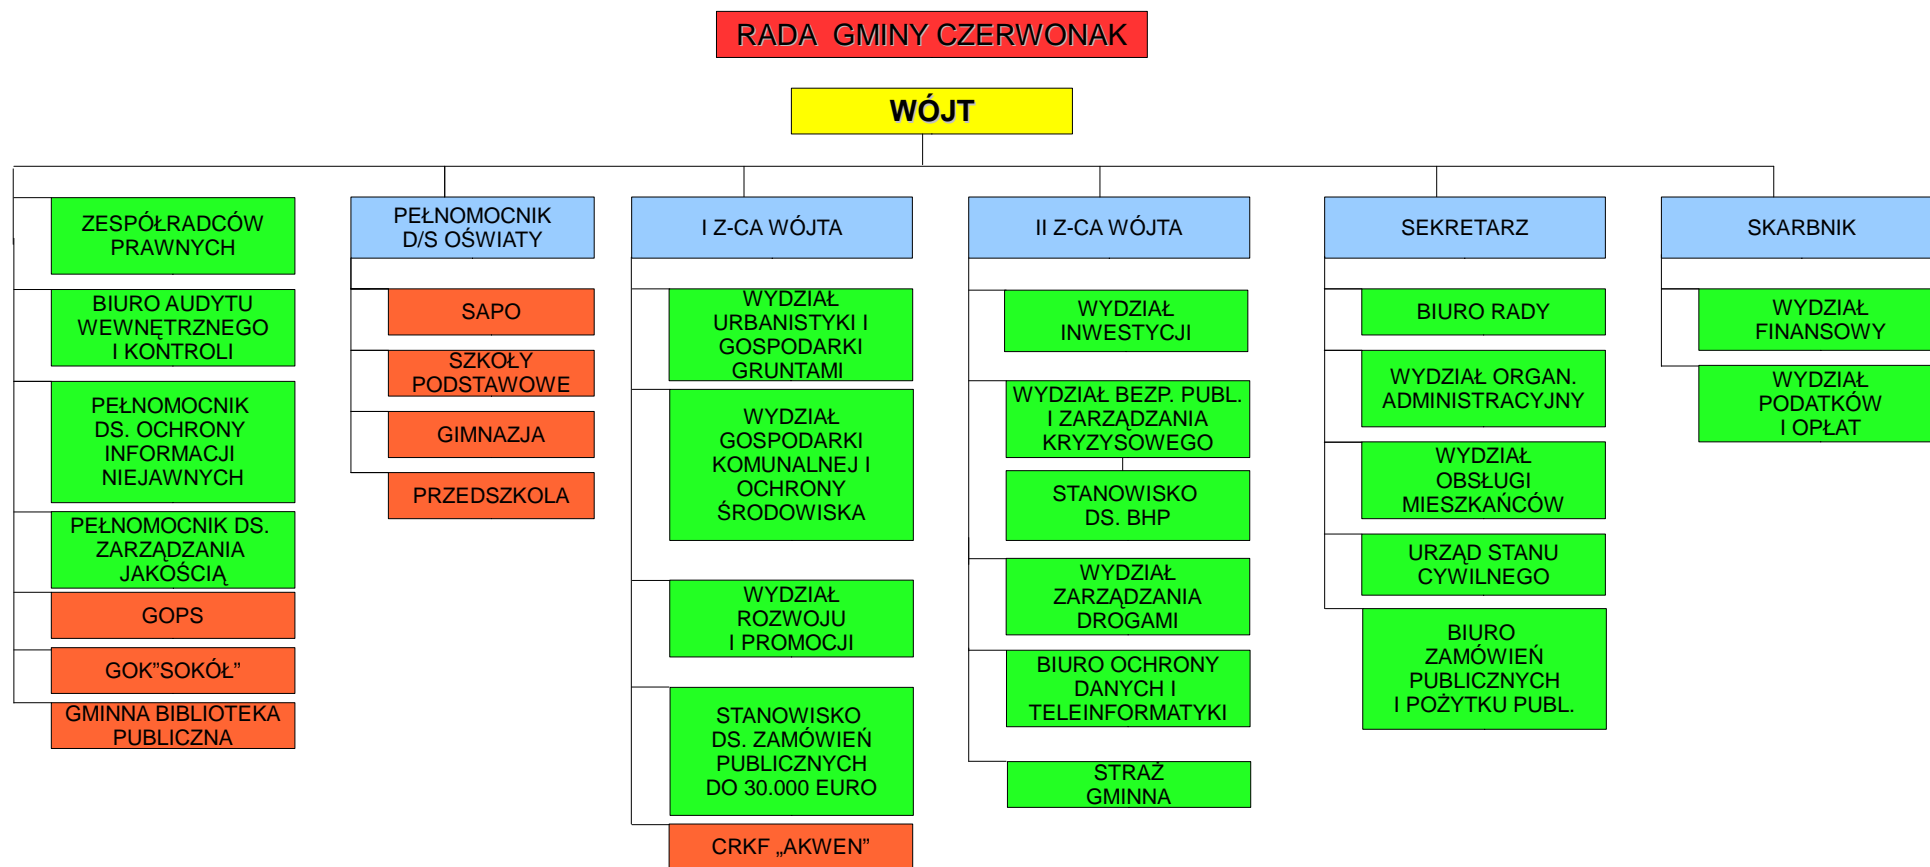 RADA GMINY CZERWONAK
WÓJT
ZESPÓŁRADCÓW
PRAWNYCH
BIURO AUDYTU
WEWNĘTRZNEGO
I KONTROLI
PEŁNOMOCNIK
DS. OCHRONY
INFORMACJI
NIEJAWNYCH
PEŁNOMOCNIK DS.
ZARZĄDZANIA
JAKOŚCIĄ
GOPS
GOK"SOKÓŁ"
GMINNA BIBLIOTEKA
PUBLICZNA
PEŁNOMOCNIK
D/S OŚWIATY
SAPO
SZKOŁY
PODSTAWOWE
GIMNAZJA
PRZEDSZKOLA
I Z-CA WÓJTA
WYDZIAŁ
URBANISTYKI I
GOSPODARKI
GRUNTAMI
WYDZIAŁ
GOSPODARKI
KOMUNALNEJ I
OCHRONY
ŚRODOWISKA
WYDZIAŁ
ROZWOJU
I PROMOCJI
STANOWISKO
DS. ZAMÓWIEŃ
PUBLICZNYCH
DO 30.000 EURO
CRKF „AKWEN"
II Z-CA WÓJTA
WYDZIAŁ
INWESTYCJI
WYDZIAŁ BEZP. PUBL.
I ZARZĄDZANIA
KRYZYSOWEGO
STANOWISKO
DS. BHP
WYDZIAŁ
ZARZĄDZANIA
DROGAMI
BIURO OCHRONY
DANYCH I
TELEINFORMATYKI
STRAŻ
GMINNA
SEKRETARZ
BIURO RADY
WYDZIAŁ ORGAN.
ADMINISTRACYJNY
WYDZIAŁ
OBSŁUGI
MIESZKAŃCÓW
URZĄD STANU
CYWILNEGO
BIURO
ZAMÓWIEŃ
PUBLICZNYCH
I POŻYTKU PUBL.
SKARBNIK
WYDZIAŁ
FINANSOWY
WYDZIAŁ
PODATKÓW
I OPŁAT